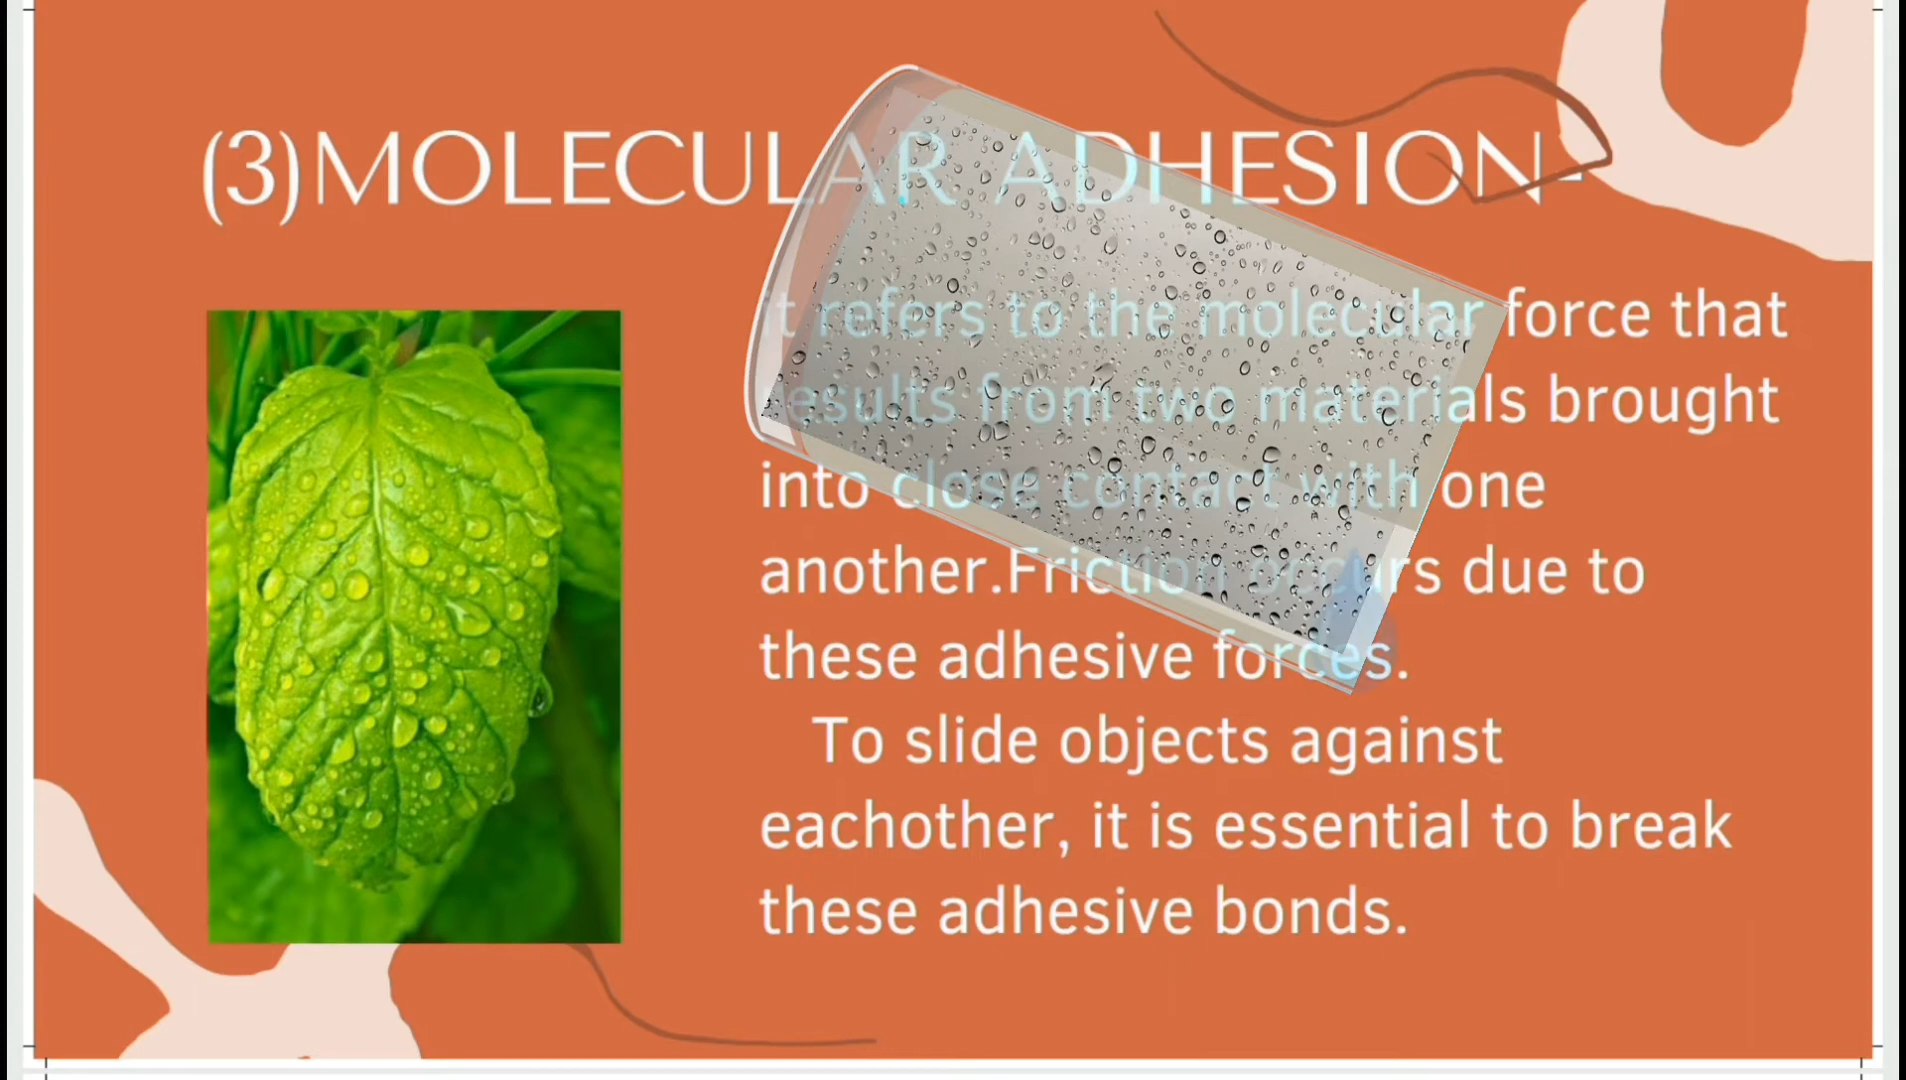 (3)MOLECULAR ADHESION-
it refers to the molecular force that
results from two materials brought
into close contact with one
another.Friction occurs due to
these adhesive forces.
To slide objects against
eachother, it is essential to break
these adhesive bonds.